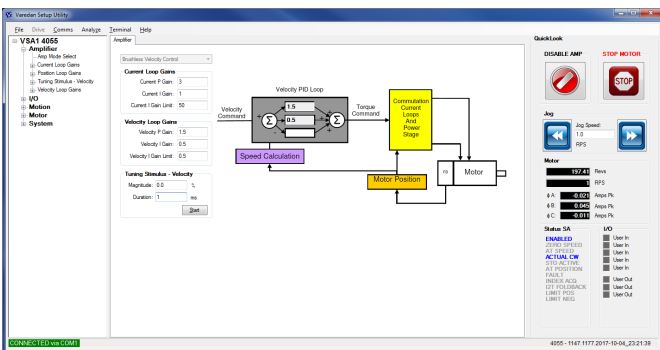 Varedan Setup Utility
File Drive Comms Analyze Terminal Help
VSA1 4055
Amplifier
Amp Mode Select
Current Loop Gains
Position Loop Gains
Tuning Stimulus - Velocity
Velocity Loop Gains
I/O
Motion
Motor
System
Amplifier
Brushless Velocity Control
Current Loop Gains
Current P Gain: 3
Current I Gain: 1
Current I Gain Limit: 50
Velocity Loop Gains
Velocity P Gain: 1.5
Velocity I Gain: 0.5
Velocity I Gain Limit: 0.5
Tuning Stimulus - Velocity
Magnitude: 0.0 %
Duration: 1 ms
Start
Velocity PID Loop
Velocity
Command
+
Σ
-
1.5
0.5
+
Σ
-
Torque
Command
Commutation
Current
Loops
And
Power
Stage
Speed Calculation
Motor Position
Motor
QuickLook
DISABLE AMP STOP MOTOR
STOP
Jog
Jog Speed:
1.0
RPS
Motor
197.41 Revs
1 RPS
ϕ A: -0.021 Amps Pk
ϕ B: 0.045 Amps Pk
ϕ C: -0.011 Amps Pk
Status SA
ENABLED
ZERO SPEED
AT SPEED
ACTUAL CW
STO ACTIVE
AT POSITION
FAULT
INDEX ACQ
I2T FOLDBACK
LIMIT POS
LIMIT NEG
I/O
User In
User In
User In
User In
User In
User Out
User Out
User Out
CONNECTED via COM1
4055 - 1147.1177.2017-10-04_23:21:39